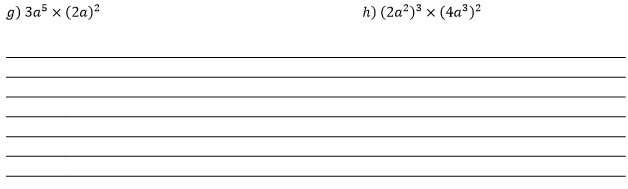 g) 3a⁵ × (2a)² h) (2a²)³ × (4a³)²